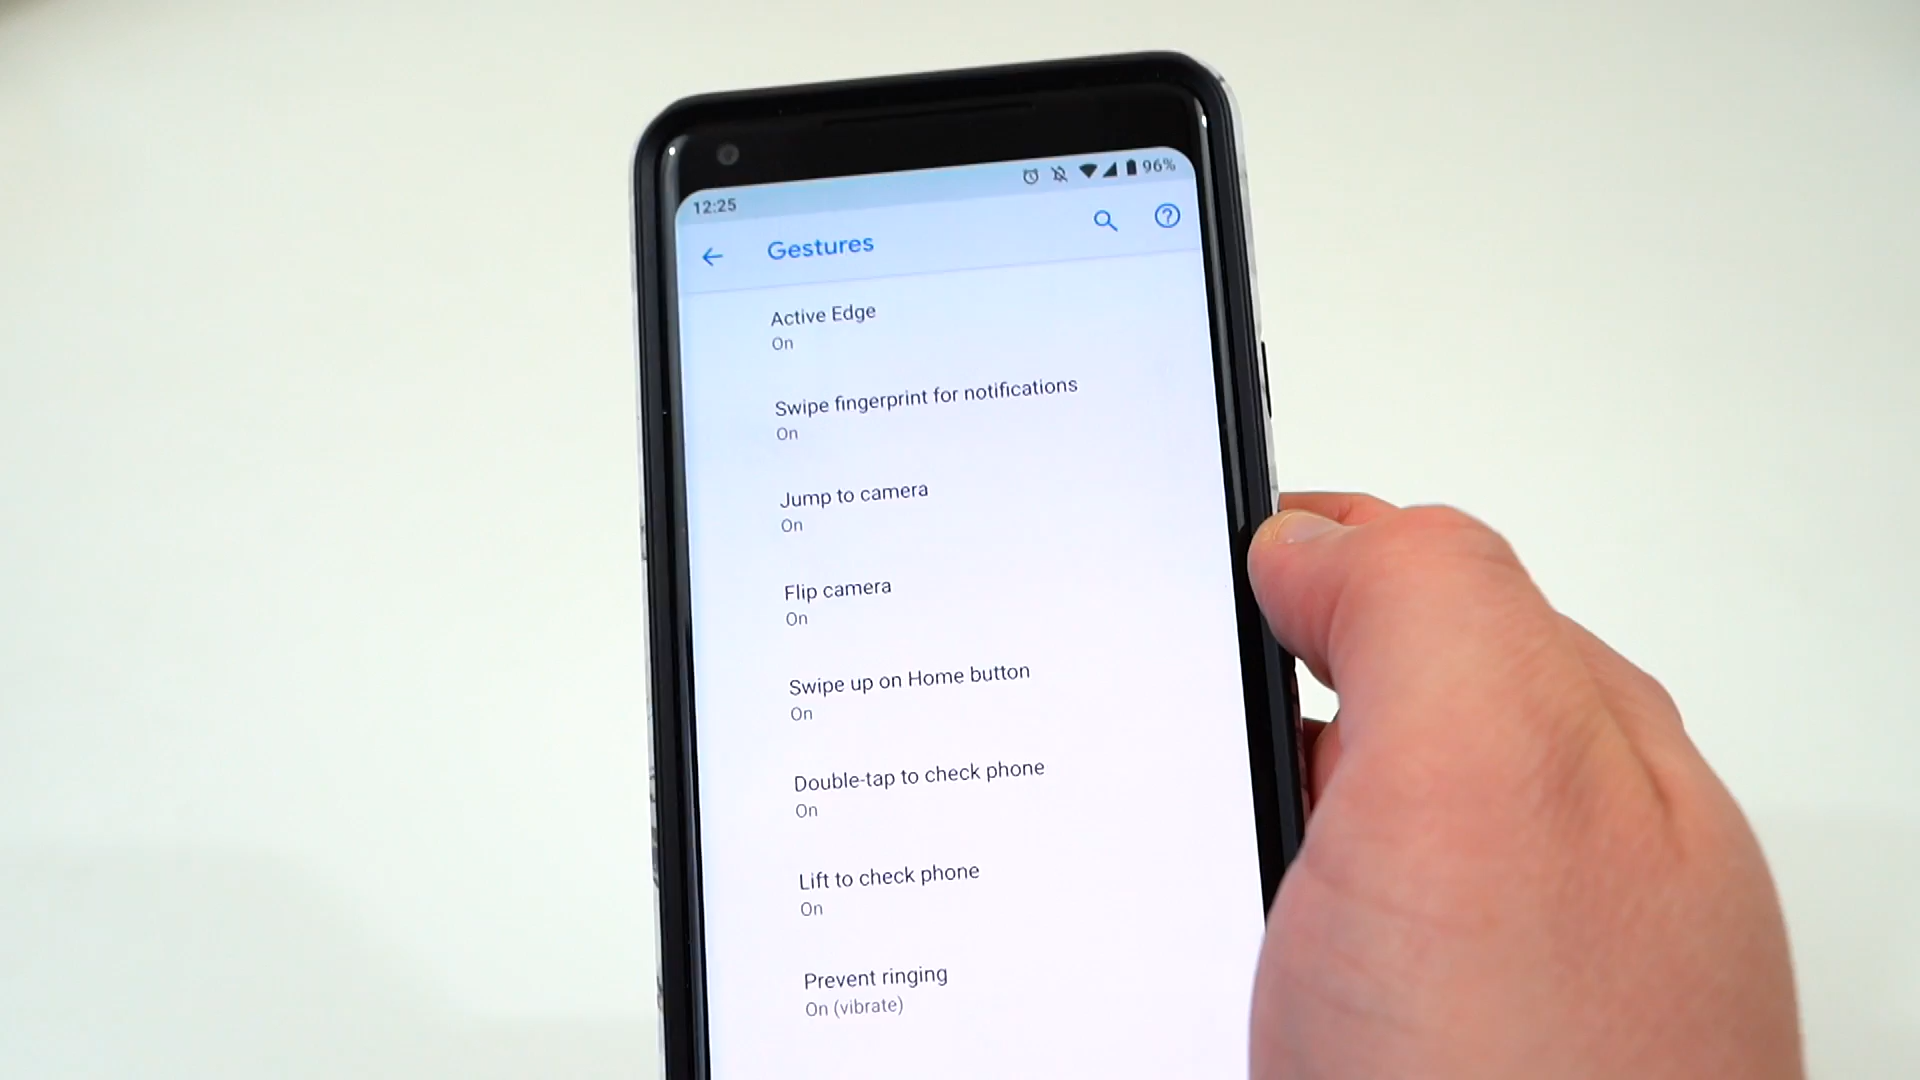 12:25 96%
Gestures
Active Edge
On
Swipe fingerprint for notifications
On
Jump to camera
On
Flip camera
On
Swipe up on Home button
On
Double-tap to check phone
On
Lift to check phone
On
Prevent ringing
On (vibrate)